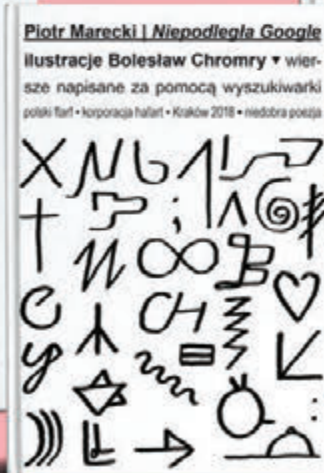 Piotr Marecki | Niepodległa Google
ilustracje Bolesław Chromry ▾ wier-
sze napisane za pomocą wyszukiwarki
polski flarf • korporacja ha!art • Kraków 2018 • niedobra poezja